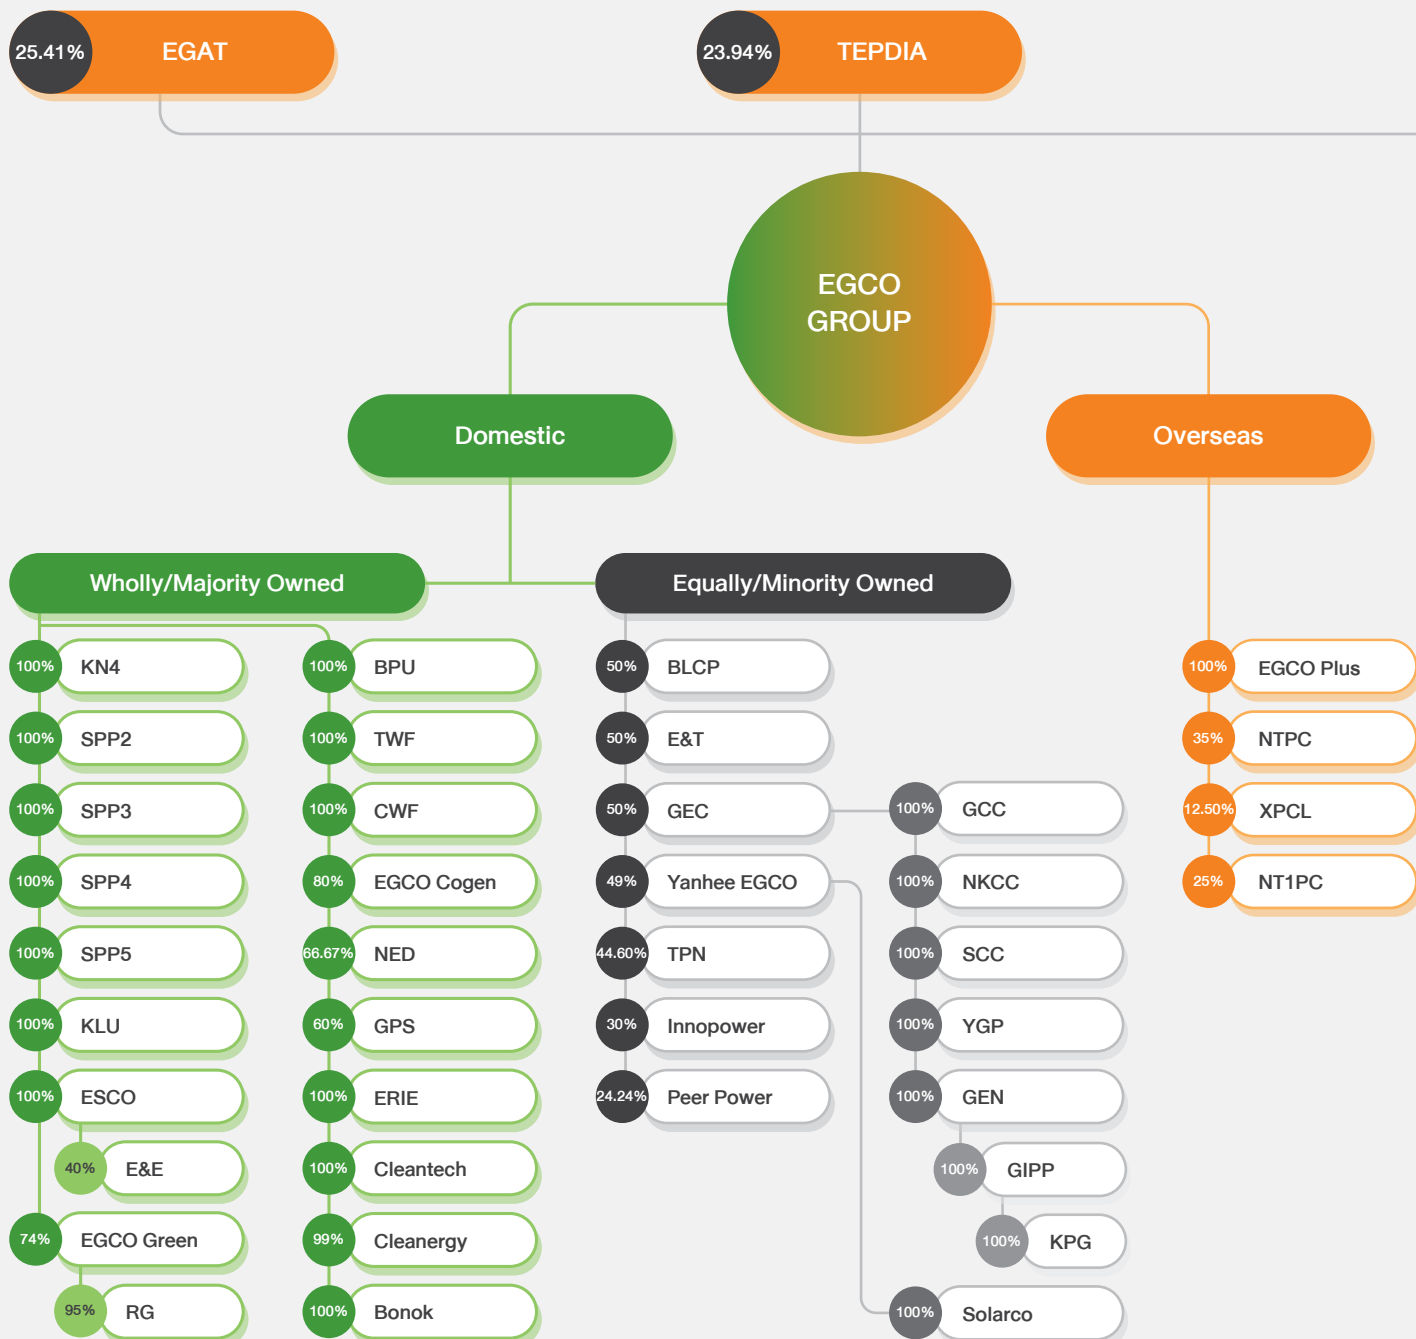 25.41% EGAT
23.94% TEPDIA
EGCO
GROUP
Domestic
Overseas
Wholly/Majority Owned
Equally/Minority Owned
100% KN4
100% SPP2
100% SPP3
100% SPP4
100% SPP5
100% KLU
100% ESCO
40% E&E
74% EGCO Green
95% RG
100% BPU
100% TWF
100% CWF
80% EGCO Cogen
66.67% NED
60% GPS
100% ERIE
100% Cleantech
99% Cleanergy
100% Bonok
50% BLCP
50% E&T
50% GEC
49% Yanhee EGCO
44.60% TPN
30% Innopower
24.24% Peer Power
100% GCC
100% NKCC
100% SCC
100% YGP
100% GEN
100% GIPP
100% KPG
100% Solarco
100% EGCO Plus
35% NTPC
12.50% XPCL
25% NT1PC